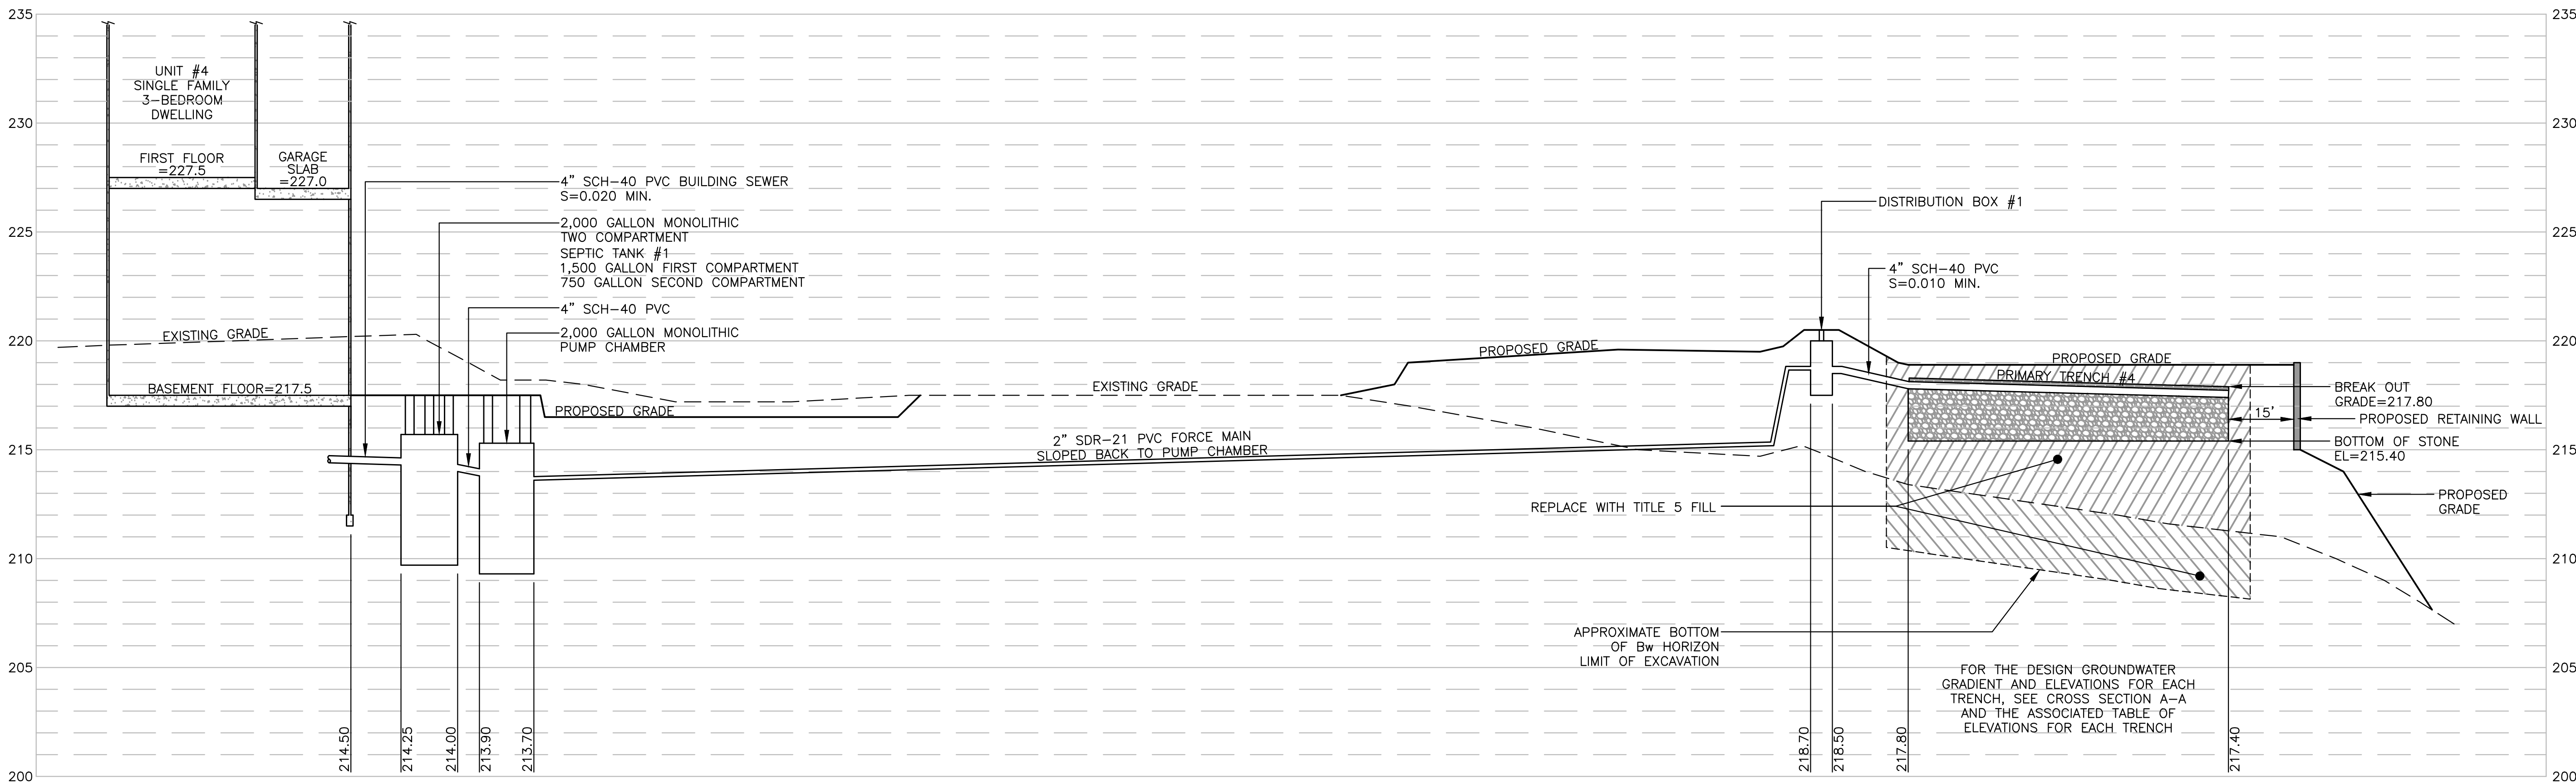 235
230
225
220
215
210
205
200
UNIT #4
SINGLE FAMILY
3-BEDROOM
DWELLING
FIRST FLOOR
=227.5
GARAGE
SLAB
=227.0
EXISTING GRADE
BASEMENT FLOOR=217.5
4" SCH-40 PVC BUILDING SEWER
S=0.020 MIN.
2,000 GALLON MONOLITHIC
TWO COMPARTMENT
SEPTIC TANK #1
1,500 GALLON FIRST COMPARTMENT
750 GALLON SECOND COMPARTMENT
4" SCH-40 PVC
2,000 GALLON MONOLITHIC
PUMP CHAMBER
PROPOSED GRADE
EXISTING GRADE
2" SDR-21 PVC FORCE MAIN
SLOPED BACK TO PUMP CHAMBER
PROPOSED GRADE
DISTRIBUTION BOX #1
4" SCH-40 PVC
S=0.010 MIN.
PROPOSED GRADE
PRIMARY TRENCH #4
BREAK OUT
GRADE=217.80
15'
PROPOSED RETAINING WALL
BOTTOM OF STONE
EL=215.40
PROPOSED
GRADE
REPLACE WITH TITLE 5 FILL
APPROXIMATE BOTTOM
OF Bw HORIZON
LIMIT OF EXCAVATION
FOR THE DESIGN GROUNDWATER
GRADIENT AND ELEVATIONS FOR EACH
TRENCH, SEE CROSS SECTION A-A
AND THE ASSOCIATED TABLE OF
ELEVATIONS FOR EACH TRENCH
214.50
214.25
214.00
213.90
213.70
218.70
218.50
217.80
217.40
235
230
225
220
215
210
205
200